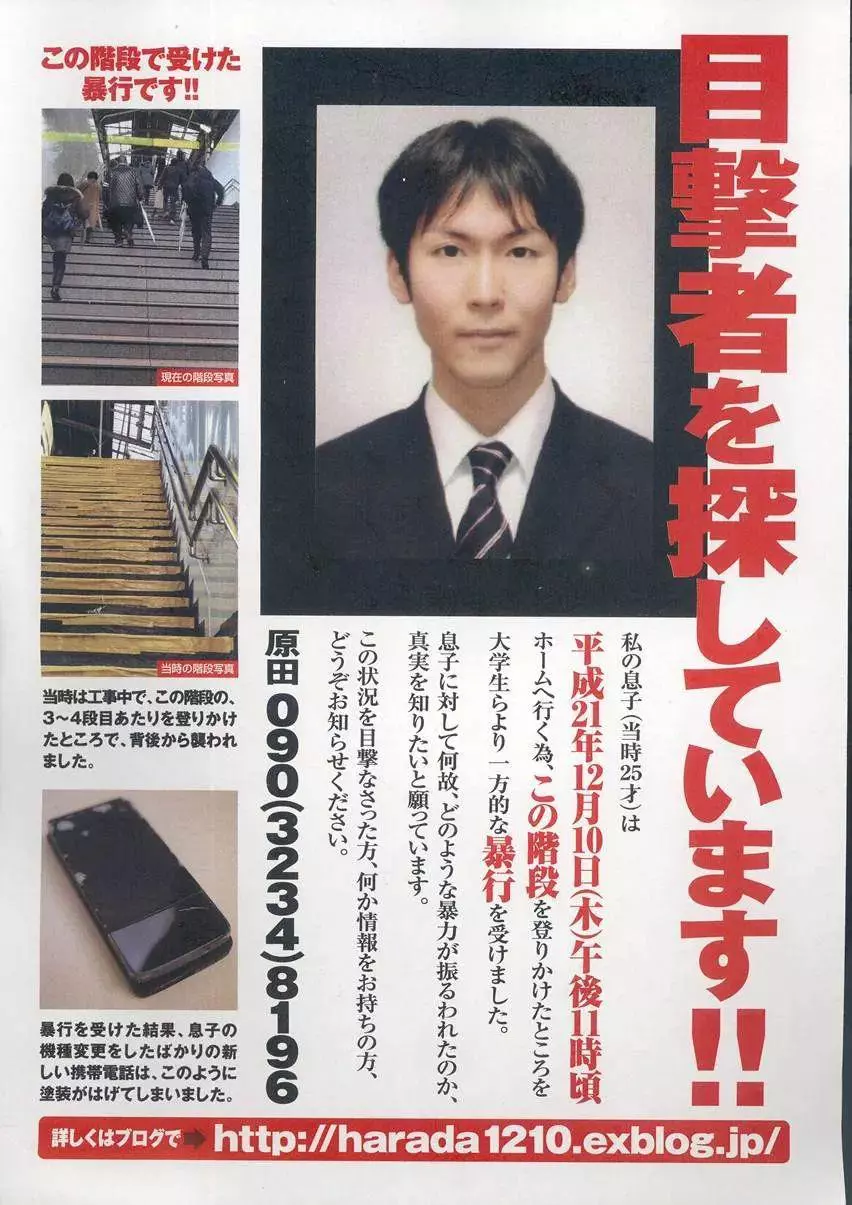 目撃者を探しています!!
私の息子(当時25才)は
平成21年12月10日(木)午後11時頃
ホームへ行く為、この階段を登りかけたところを
大学生らより一方的な暴行を受けました。
息子に対して何故、どのような暴力が振るわれたのか、
真実を知りたいと願っています。
この状況を目撃なさった方、何か情報をお持ちの方、
どうぞお知らせください。
原田 090(3234)8196
この階段で受けた
暴行です!!
現在の階段写真
当時の階段写真
当時は工事中で、この階段の、
3〜4段目あたりを登りかけ
たところで、背後から襲われ
ました。
暴行を受けた結果、息子の
機種変更をしたばかりの新
しい携帯電話は、このように
塗装がはげてしまいました。
詳しくはブログで➡http://harada1210.exblog.jp/